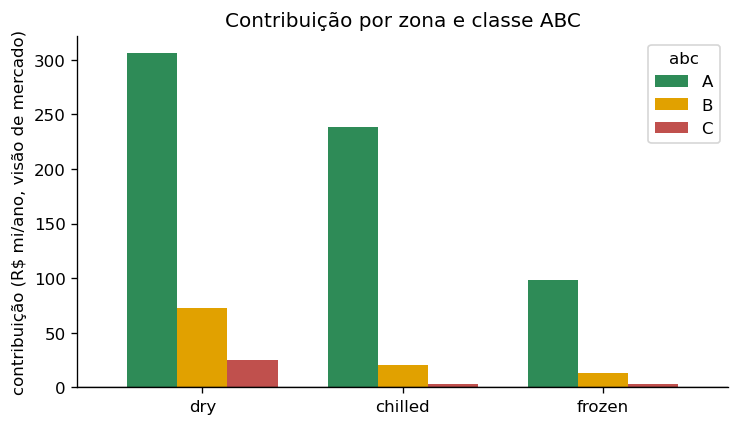 Contribuição por zona e classe ABC
contribuição (R$ mi/ano, visão de mercado)
300
250
200
150
100
50
0
dry
chilled
frozen
abc
A
B
C